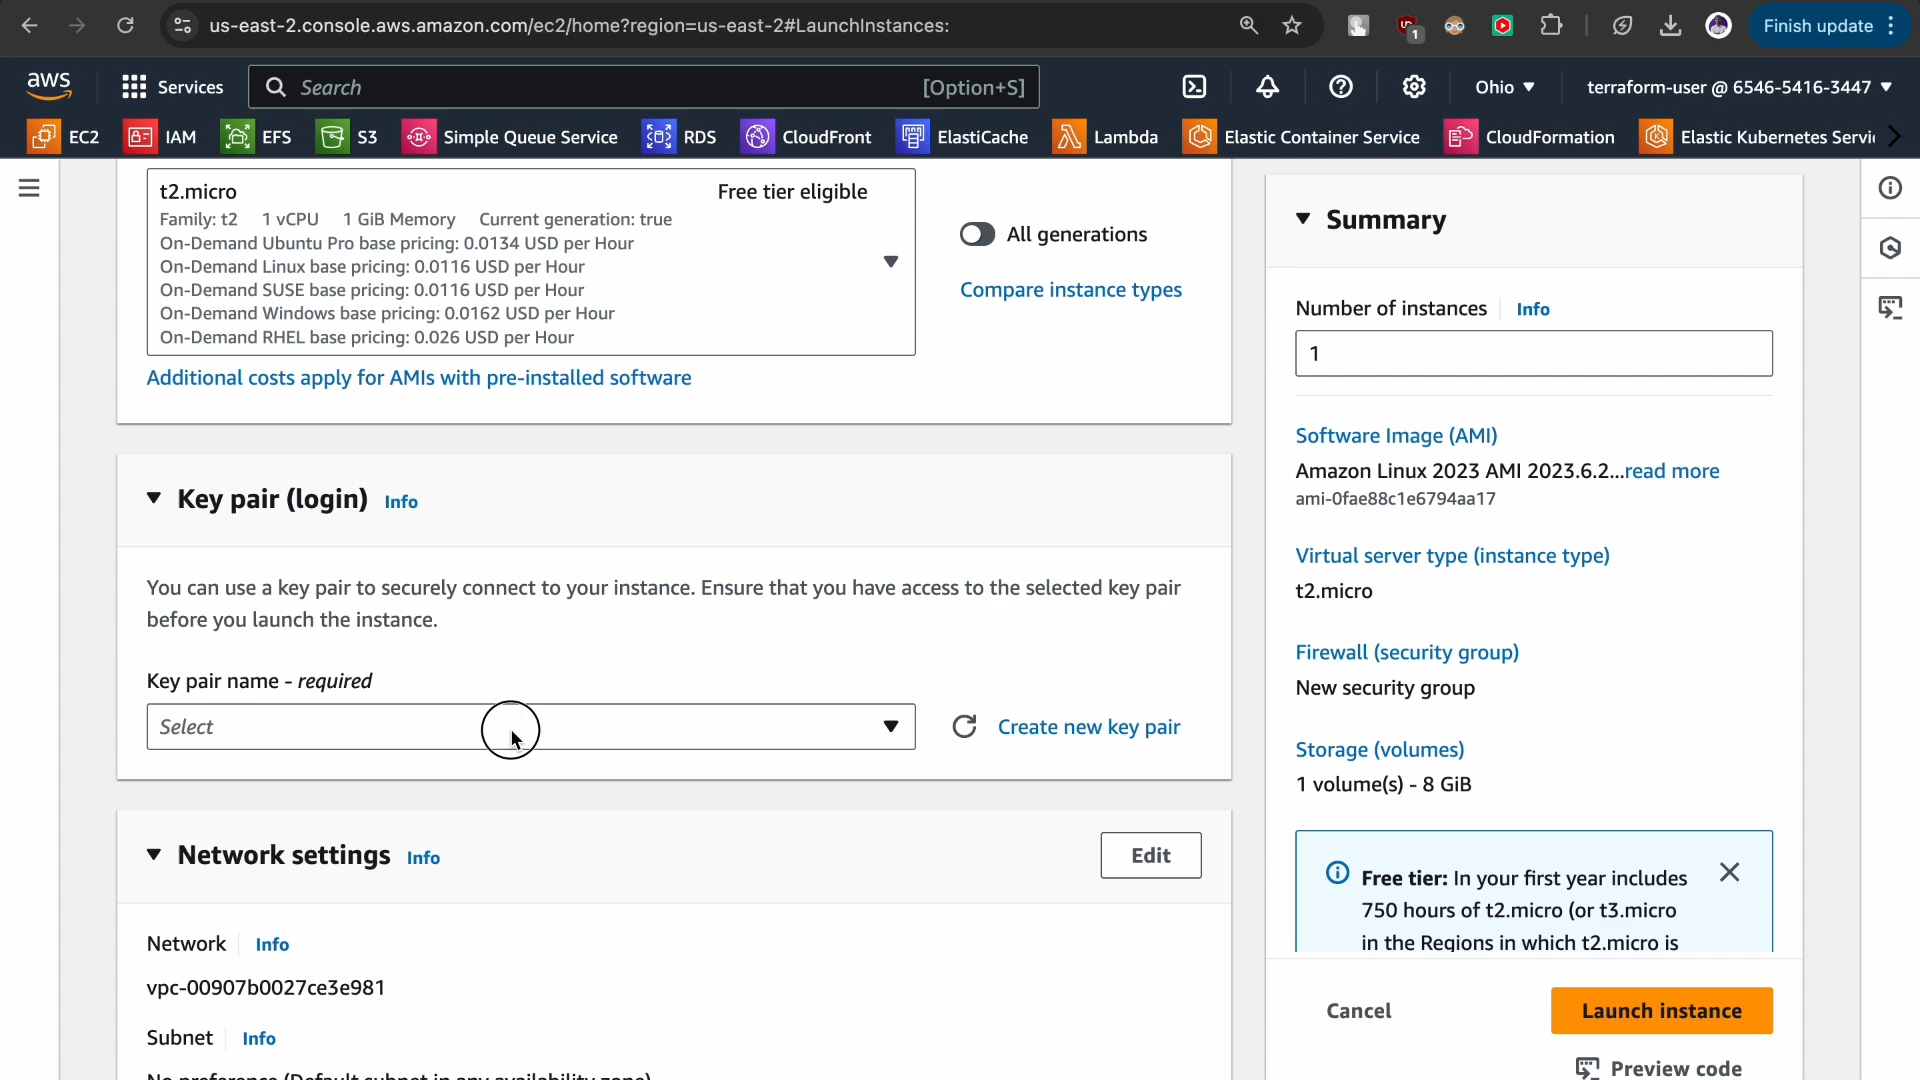 us-east-2.console.aws.amazon.com/ec2/home?region=us-east-2#LaunchInstances:
1
Finish update
aws
Services
Search
[Option+S]
Ohio
terraform-user @ 6546-5416-3447
EC2
IAM
EFS
S3
Simple Queue Service
RDS
CloudFront
ElastiCache
Lambda
Elastic Container Service
CloudFormation
Elastic Kubernetes Servic
t2.micro
Free tier eligible
Family: t2 1 vCPU 1 GiB Memory Current generation: true
On-Demand Ubuntu Pro base pricing: 0.0134 USD per Hour
On-Demand Linux base pricing: 0.0116 USD per Hour
On-Demand SUSE base pricing: 0.0116 USD per Hour
On-Demand Windows base pricing: 0.0162 USD per Hour
On-Demand RHEL base pricing: 0.026 USD per Hour
All generations
Compare instance types
Additional costs apply for AMIs with pre-installed software
Key pair (login) Info
You can use a key pair to securely connect to your instance. Ensure that you have access to the selected key pair
before you launch the instance.
Key pair name - required
Select
Create new key pair
Network settings Info
Edit
Network Info
vpc-00907b0027ce3e981
Subnet Info
No preference (Default subnet in any availability zone)
Summary
Number of instances Info
1
Software Image (AMI)
Amazon Linux 2023 AMI 2023.6.2...read more
ami-0fae88c1e6794aa17
Virtual server type (instance type)
t2.micro
Firewall (security group)
New security group
Storage (volumes)
1 volume(s) - 8 GiB
Free tier: In your first year includes
750 hours of t2.micro (or t3.micro
in the Regions in which t2.micro is
Cancel
Launch instance
Preview code